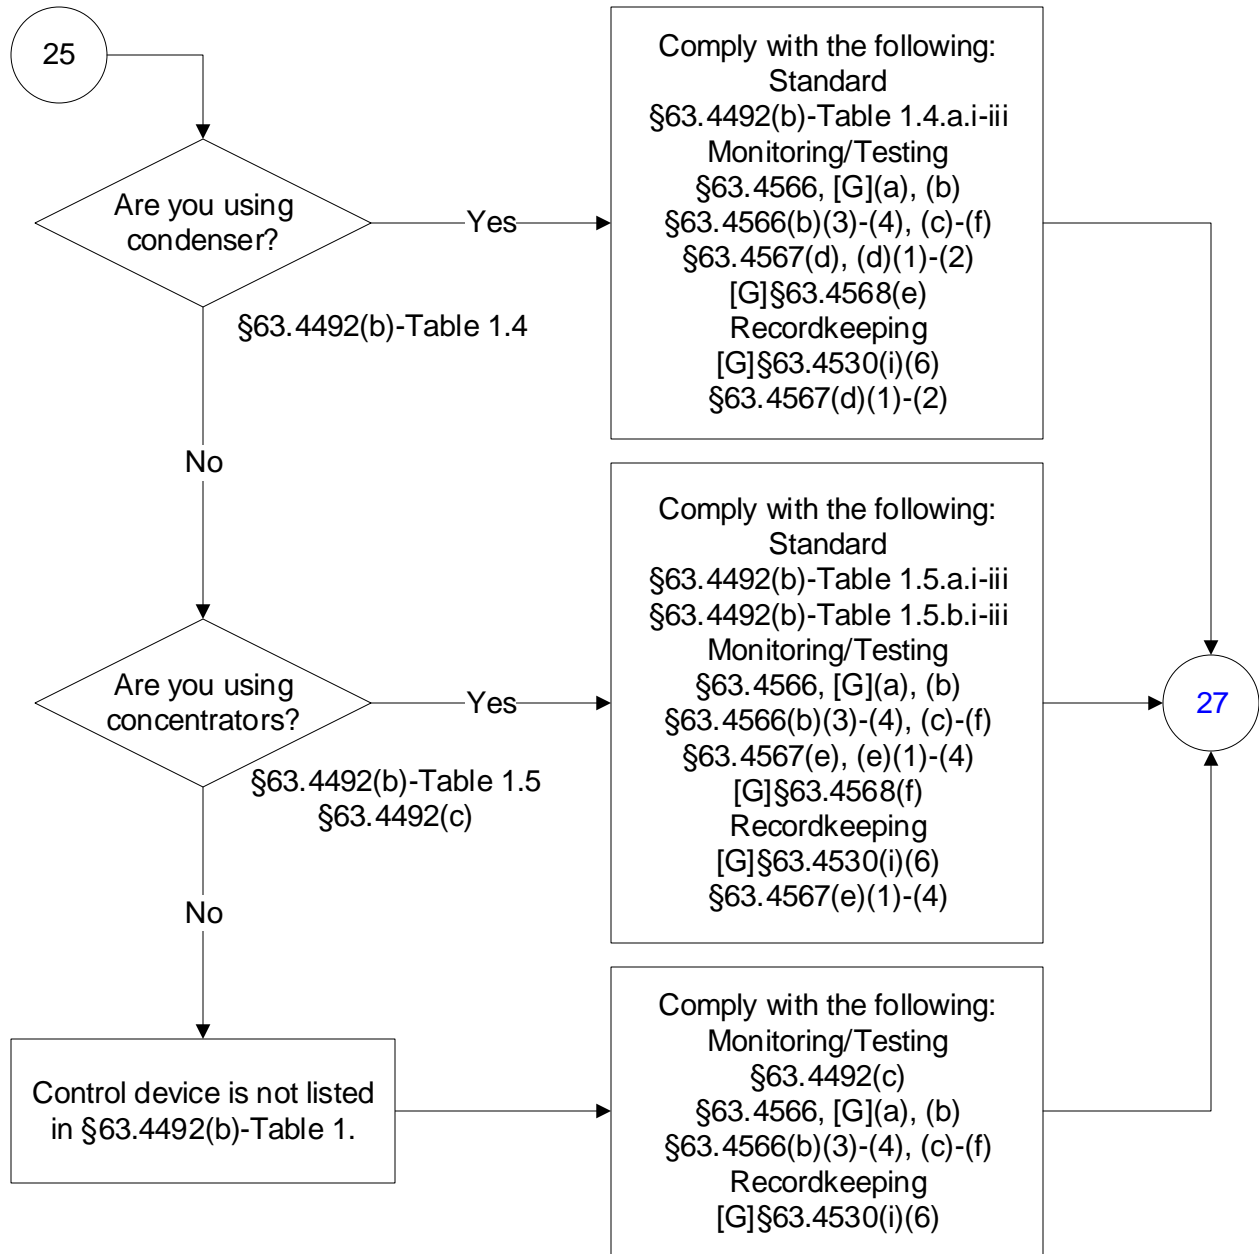 25
Are you using
condenser?
Yes
§63.4492(b)-Table 1.4
No
Comply with the following:
Standard
§63.4492(b)-Table 1.4.a.i-iii
Monitoring/Testing
§63.4566, [G](a), (b)
§63.4566(b)(3)-(4), (c)-(f)
§63.4567(d), (d)(1)-(2)
[G]§63.4568(e)
Recordkeeping
[G]§63.4530(i)(6)
§63.4567(d)(1)-(2)
Are you using
concentrators?
Yes
§63.4492(b)-Table 1.5
§63.4492(c)
No
Comply with the following:
Standard
§63.4492(b)-Table 1.5.a.i-iii
§63.4492(b)-Table 1.5.b.i-iii
Monitoring/Testing
§63.4566, [G](a), (b)
§63.4566(b)(3)-(4), (c)-(f)
§63.4567(e), (e)(1)-(4)
[G]§63.4568(f)
Recordkeeping
[G]§63.4530(i)(6)
§63.4567(e)(1)-(4)
27
Control device is not listed
in §63.4492(b)-Table 1.
Comply with the following:
Monitoring/Testing
§63.4492(c)
§63.4566, [G](a), (b)
§63.4566(b)(3)-(4), (c)-(f)
Recordkeeping
[G]§63.4530(i)(6)